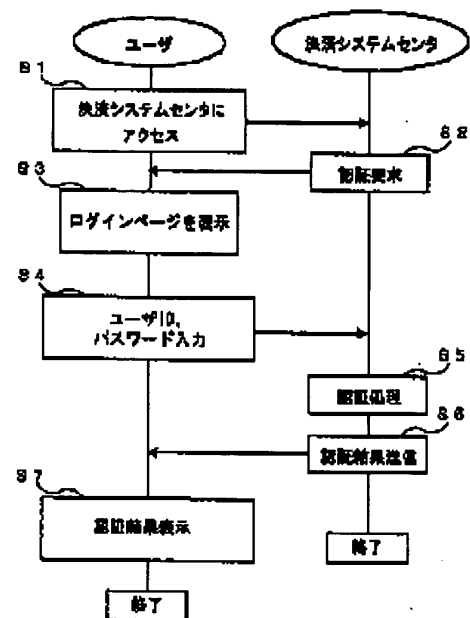 ユーザ
決済システムセンタ
S1
決済システムセンタに
アクセス
S2
認証要求
S3
ログインページを表示
S4
ユーザID,
パスワード入力
S5
認証処理
S6
認証結果送信
S7
認証結果表示
終了
終了